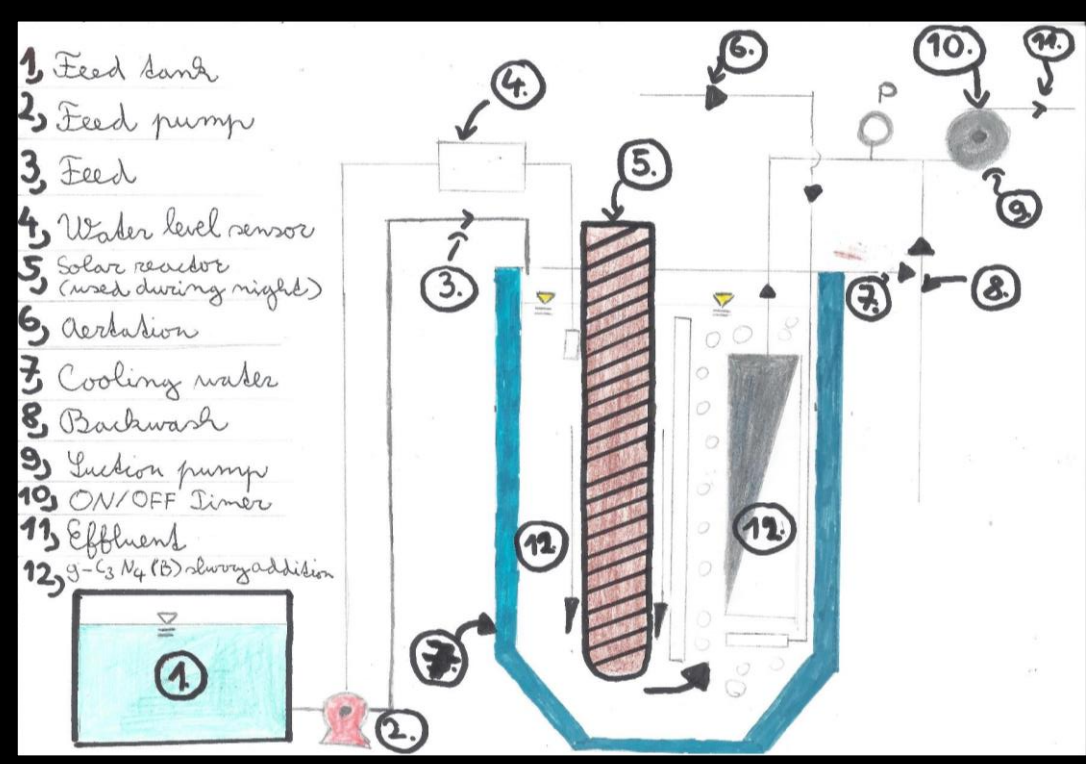 1, Feed tank
2, Feed pump
3, Feed
4, Water level sensor
5, Solar reactor
(used during night)
6, Aertation
7, Cooling water
8, Backwash
9, Suction pump
10, ON/OFF Timer
11, Effluent
12, g-C3N4 (B) slurry addition
4.
6.
10.
11.
P
5.
9.
3.
7.
8.
12.
12.
7.
1.
2.